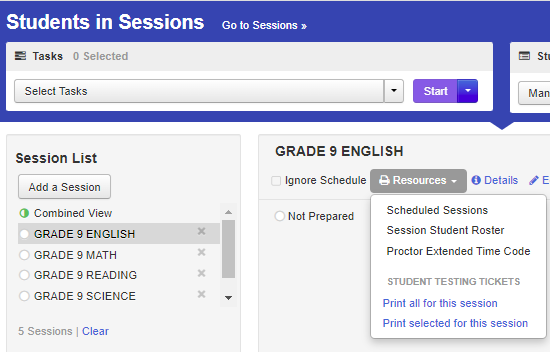 Students in Sessions Go to Sessions »
Tasks 0 Selected
Select Tasks
Start
Stu
Man
Session List
Add a Session
Combined View
GRADE 9 ENGLISH
GRADE 9 MATH
GRADE 9 READING
GRADE 9 SCIENCE
5 Sessions | Clear
GRADE 9 ENGLISH
Ignore Schedule Resources Details E
Not Prepared
Scheduled Sessions
Session Student Roster
Proctor Extended Time Code
STUDENT TESTING TICKETS
Print all for this session
Print selected for this session